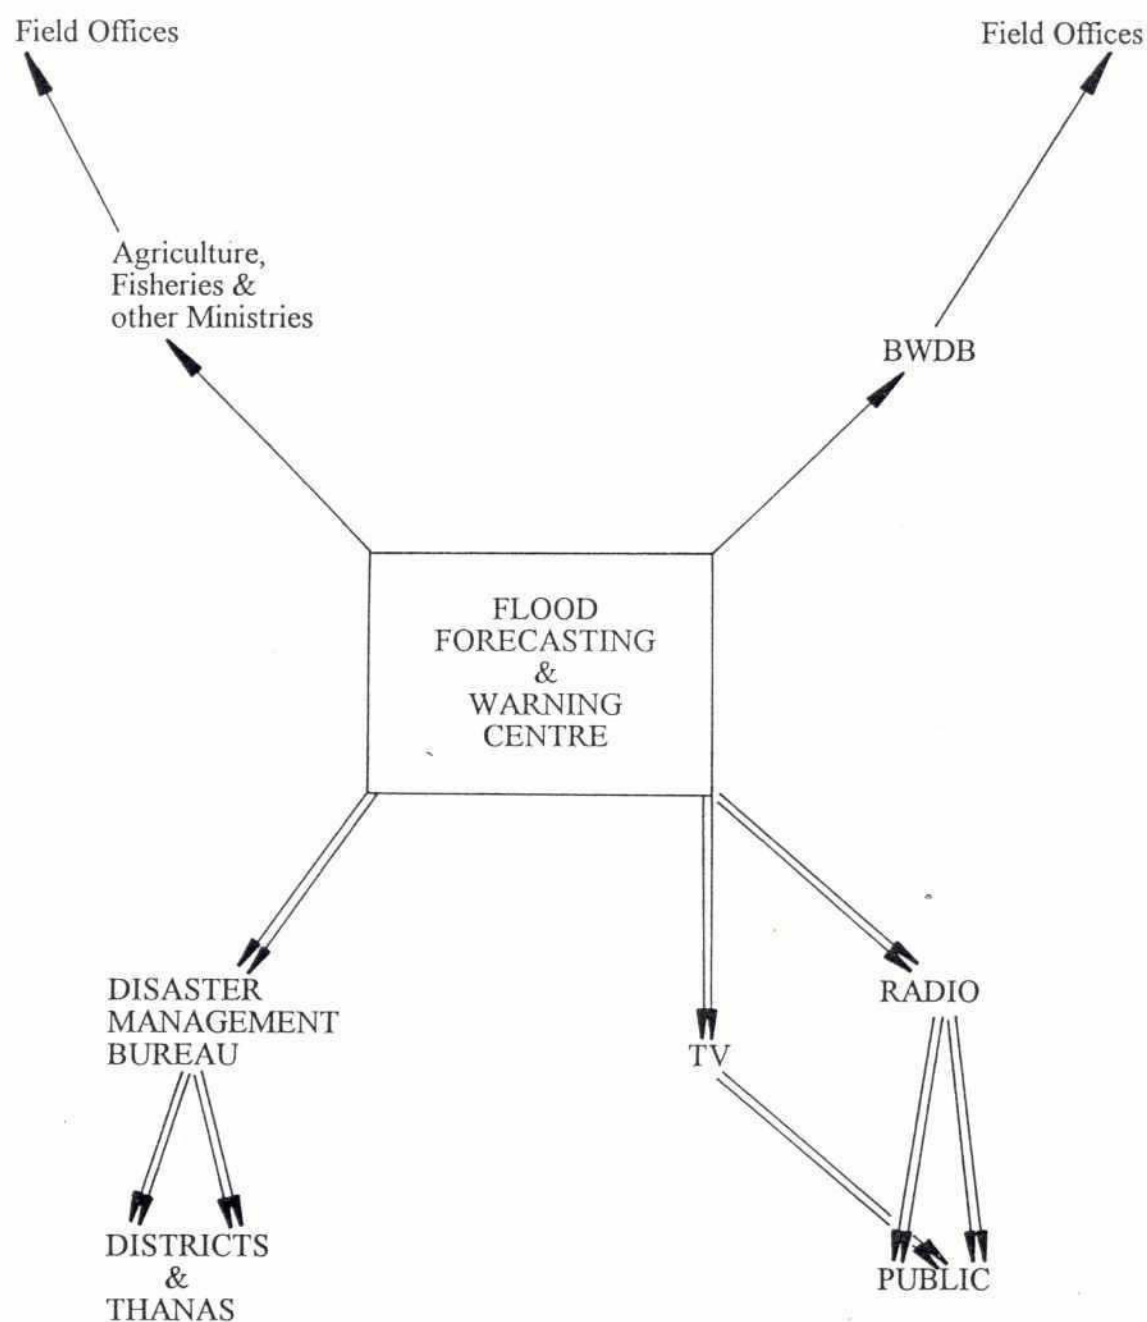 Field Offices
Field Offices
Agriculture,
Fisheries &
other Ministries
BWDB
FLOOD
FORECASTING
&
WARNING
CENTRE
DISASTER
MANAGEMENT
BUREAU
RADIO
TV
DISTRICTS
&
THANAS
PUBLIC